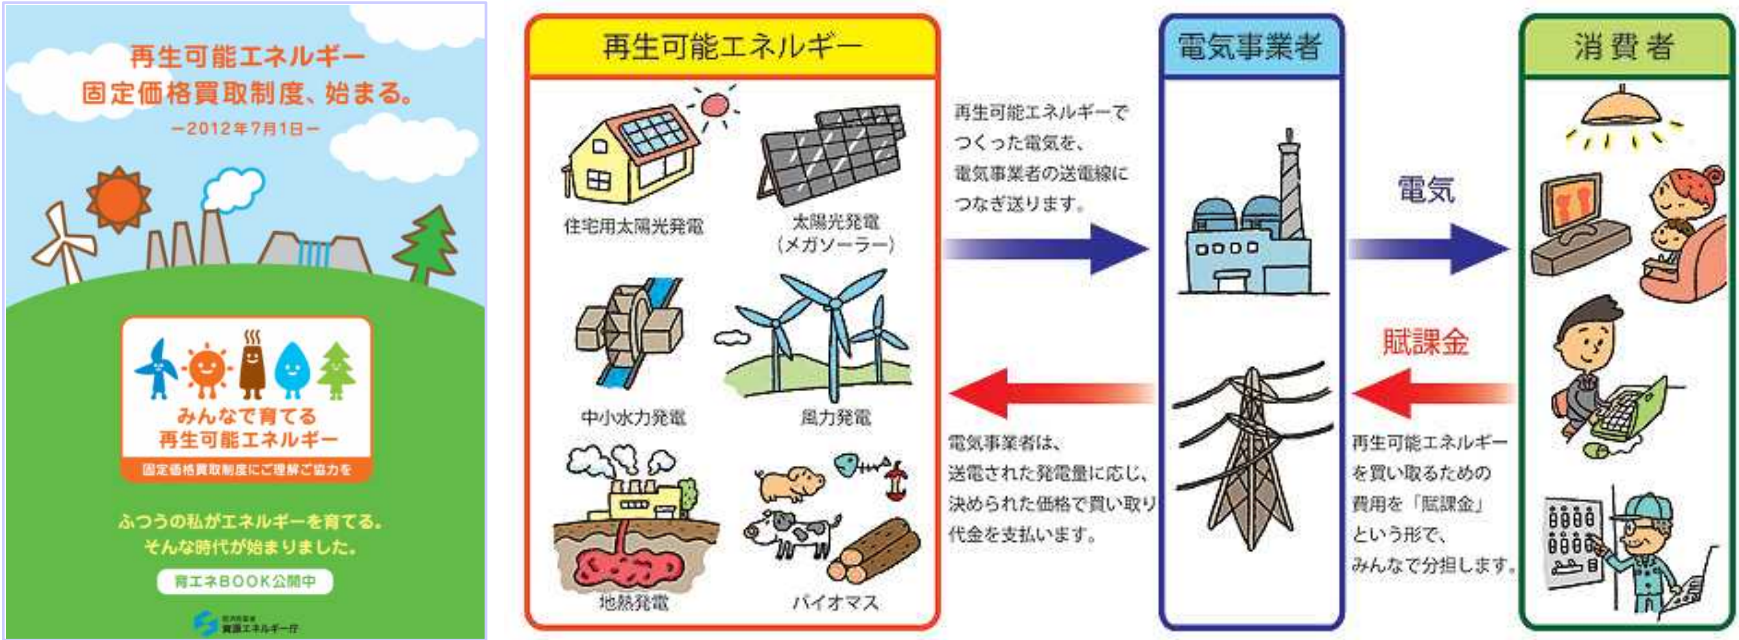 再生可能エネルギー
固定価格買取制度、始まる。
−2012年7月1日−
みんなで育てる
再生可能エネルギー
固定価格買取制度にご理解ご協力を
ふつうの私がエネルギーを育てる。
そんな時代が始まりました。
育エネBOOK公開中
経済産業省
資源エネルギー庁
再生可能エネルギー
住宅用太陽光発電
太陽光発電
(メガソーラー)
中小水力発電
風力発電
地熱発電
バイオマス
再生可能エネルギーで
つくった電気を、
電気事業者の送電線に
つなぎ送ります。
電気事業者は、
送電された発電量に応じ、
決められた価格で買い取り
代金を支払います。
電気事業者
電気
賦課金
再生可能エネルギー
を買い取るための
費用を「賦課金」
という形で、
みんなで分担します。
消費者